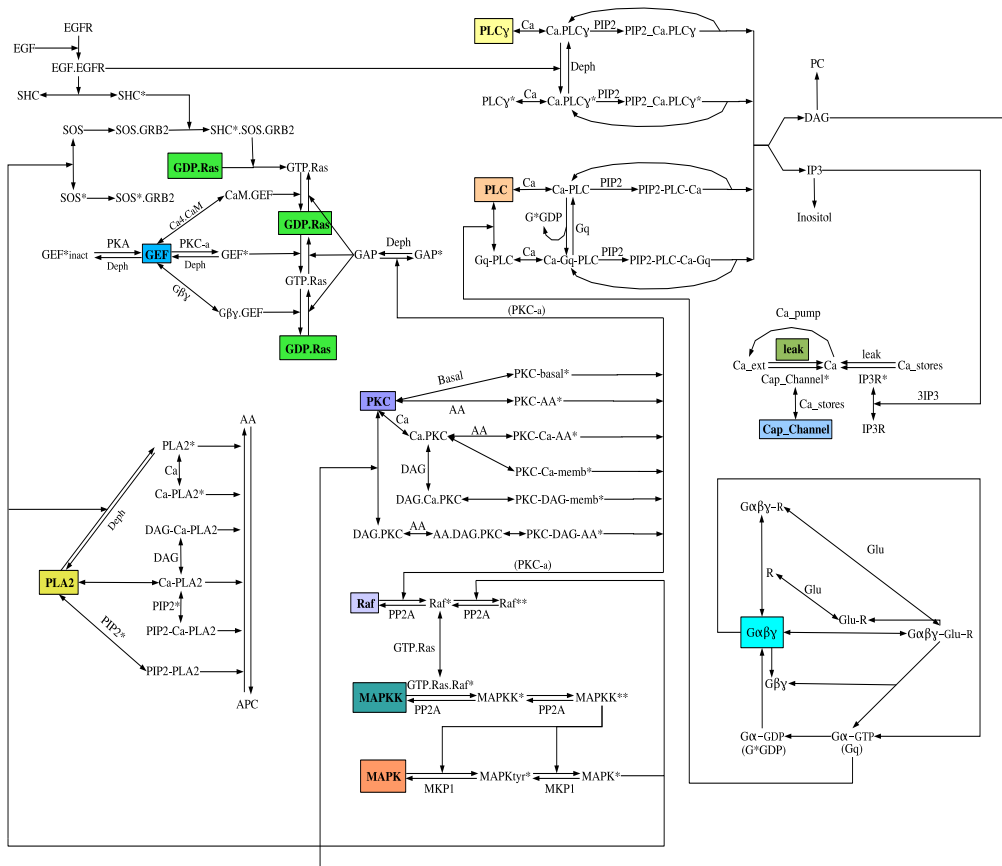 EGFR
EGF
EGF.EGFR
SHC
SHC*
SOS
SOS.GRB2
SHC*.SOS.GRB2
GDP.Ras
GTP.Ras
SOS*
SOS*.GRB2
CaM.GEF
Ca4.CaM
GDP.Ras
GEF*inact
PKA
Deph
GEF
PKC-a
Deph
GEF*
GAP
Deph
GAP*
GTP.Ras
Gβγ
Gβγ.GEF
GDP.Ras
(PKC-a)
PLCγ
Ca
Ca.PLCγ
PIP2
PIP2_Ca.PLCγ
Deph
PLCγ*
Ca
Ca.PLCγ*
PIP2
PIP2_Ca.PLCγ*
PC
DAG
IP3
Inositol
PLC
Ca
Ca-PLC
PIP2
PIP2-PLC-Ca
G*GDP
Gq
Gq-PLC
Ca
Ca-Gq-PLC
PIP2
PIP2-PLC-Ca-Gq
Ca_pump
leak
Ca_ext
Ca
leak
Ca_stores
Cap_Channel*
IP3R*
Ca_stores
3IP3
Cap_Channel
IP3R
PKC
Basal
PKC-basal*
AA
PKC-AA*
Ca
Ca.PKC
AA
PKC-Ca-AA*
DAG
PKC-Ca-memb*
DAG.Ca.PKC
PKC-DAG-memb*
DAG.PKC
AA
AA.DAG.PKC
PKC-DAG-AA*
(PKC-a)
AA
PLA2*
Ca
Ca-PLA2*
Deph
DAG-Ca-PLA2
DAG
PLA2
Ca-PLA2
PIP2*
PIP2*
PIP2-Ca-PLA2
PIP2-PLA2
APC
Raf
PP2A
Raf*
PP2A
Raf**
GTP.Ras
GTP.Ras.Raf*
MAPKK
PP2A
MAPKK*
PP2A
MAPKK**
MAPK
MKP1
MAPKtyr*
MKP1
MAPK*
Gαβγ-R
Glu
R
Glu
Glu-R
Gαβγ
Gαβγ-Glu-R
Gβγ
Gα-GDP
(G*GDP)
Gα-GTP
(Gq)